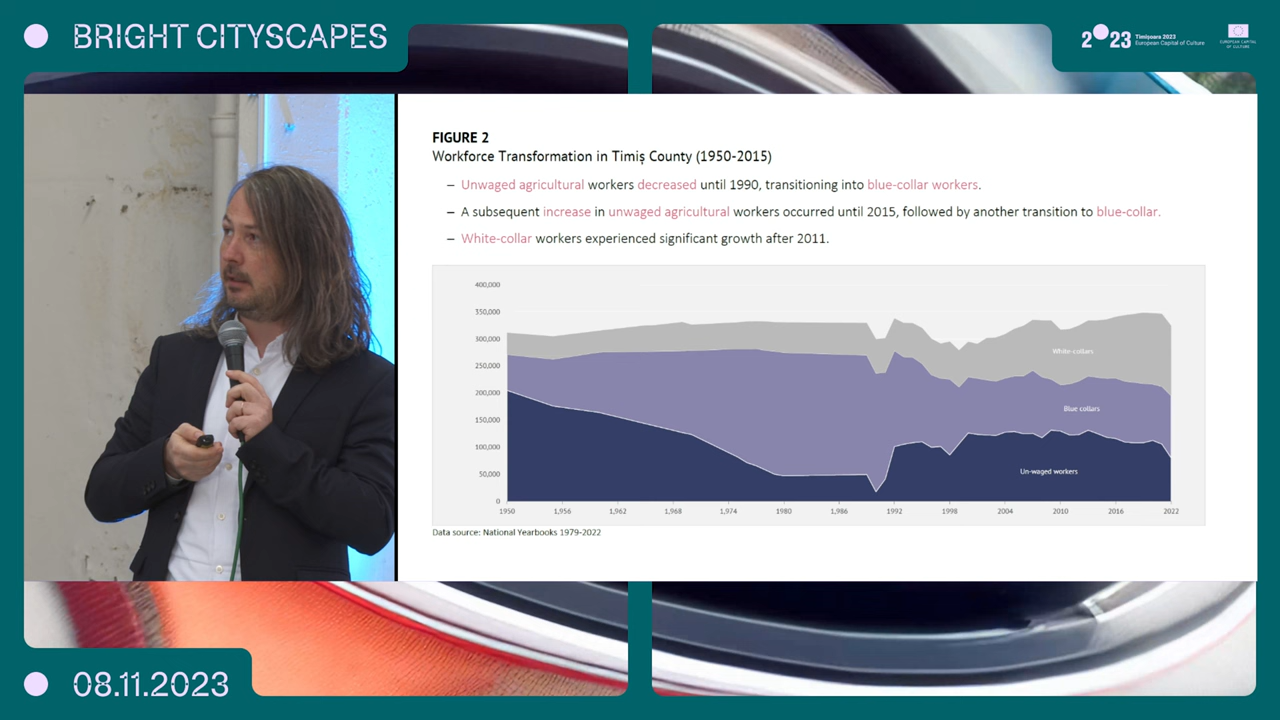 BRIGHT CITYSCAPES
2023 Timișoara 2023
European Capital of Culture
EUROPEAN CAPITAL
OF CULTURE
FIGURE 2
Workforce Transformation in Timiș County (1950-2015)
– Unwaged agricultural workers decreased until 1990, transitioning into blue-collar workers.
– A subsequent increase in unwaged agricultural workers occurred until 2015, followed by another transition to blue-collar.
– White-collar workers experienced significant growth after 2011.
400,000
350,000
300,000
250,000
200,000
150,000
100,000
50,000
0
White-collars
Blue collars
Un-waged workers
1950 1,956 1,962 1,968 1,974 1980 1,986 1992 1998 2004 2010 2016 2022
Data source: National Yearbooks 1979-2022
08.11.2023